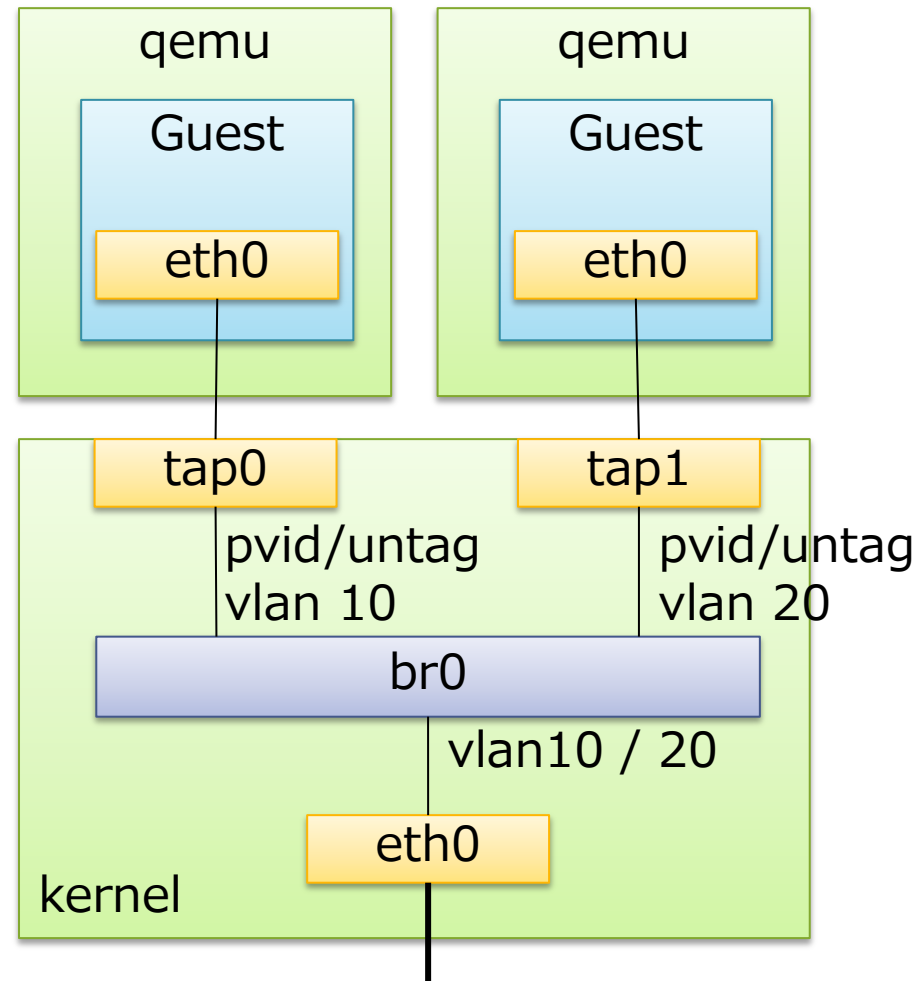 qemu
qemu
Guest
Guest
eth0
eth0
tap0
tap1
pvid/untag
vlan 10
pvid/untag
vlan 20
br0
vlan10 / 20
eth0
kernel